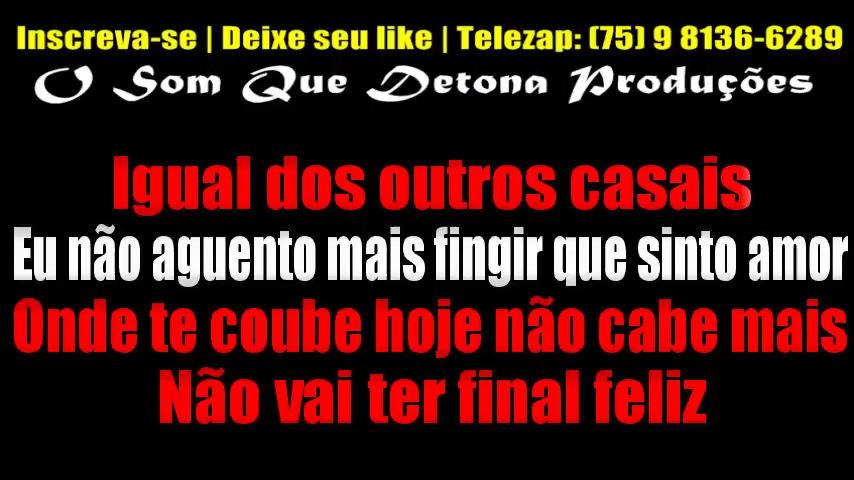 Inscreva-se | Deixe seu like | Telezap: (75) 9 8136-6289
O Som Que Detona Produções
Igual dos outros casais
Eu não aguento mais fingir que sinto amor
Onde te coube hoje não cabe mais
Não vai ter final feliz